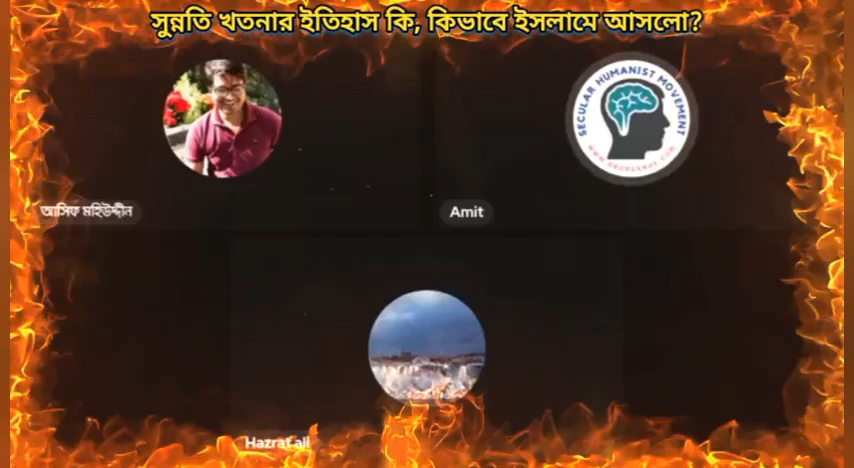 সুন্নতি খতনার ইতিহাস কি, কিভাবে ইসলামে আসলো?
SECULAR HUMANIST MOVEMENT
আসিফ মহিউদ্দীন
Amit
Hazrat ali